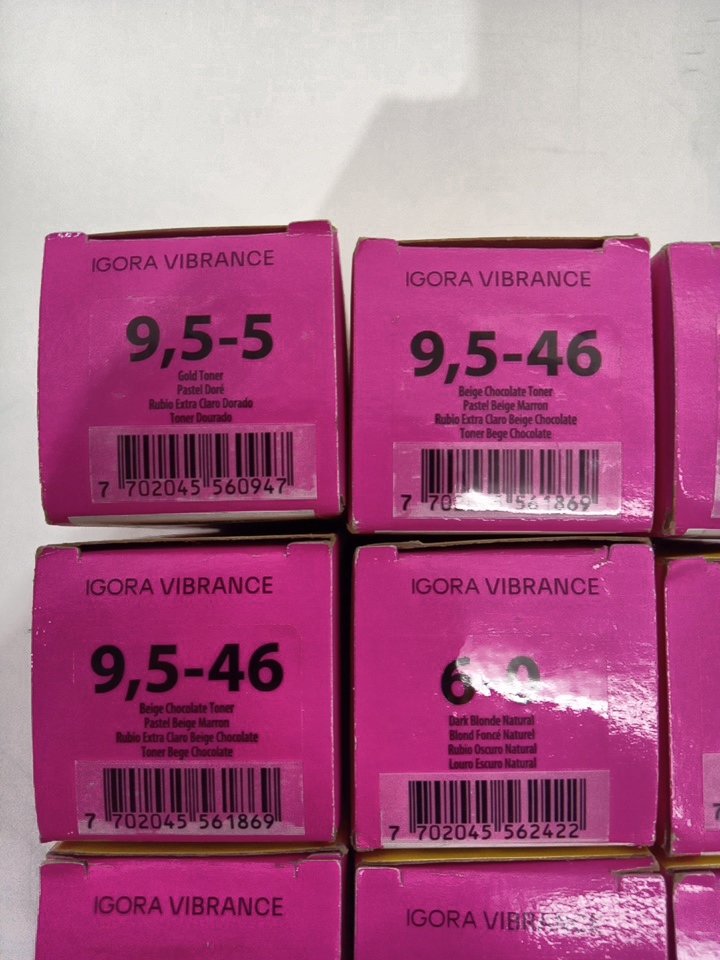 IGORA VIBRANCE
9,5-5
Gold Toner
Pastel Doré
Rubio Extra Claro Dorado
Toner Dourado
7 702045 560947
IGORA VIBRANCE
9,5-46
Beige Chocolate Toner
Pastel Beige Marron
Rubio Extra Claro Beige Chocolate
Toner Bege Chocolate
561869
IGORA VIBRANCE
9,5-46
Beige Chocolate Toner
Pastel Beige Marron
Rubio Extra Claro Beige Chocolate
Toner Bege Chocolate
7 702045 561869
IGORA VIBRANCE
6-0
Dark Blonde Natural
Blond Foncé Naturel
Rubio Oscuro Natural
Louro Escuro Natural
7 702045 562422
IGORA VIBRANCE
IGORA VIBRANCE